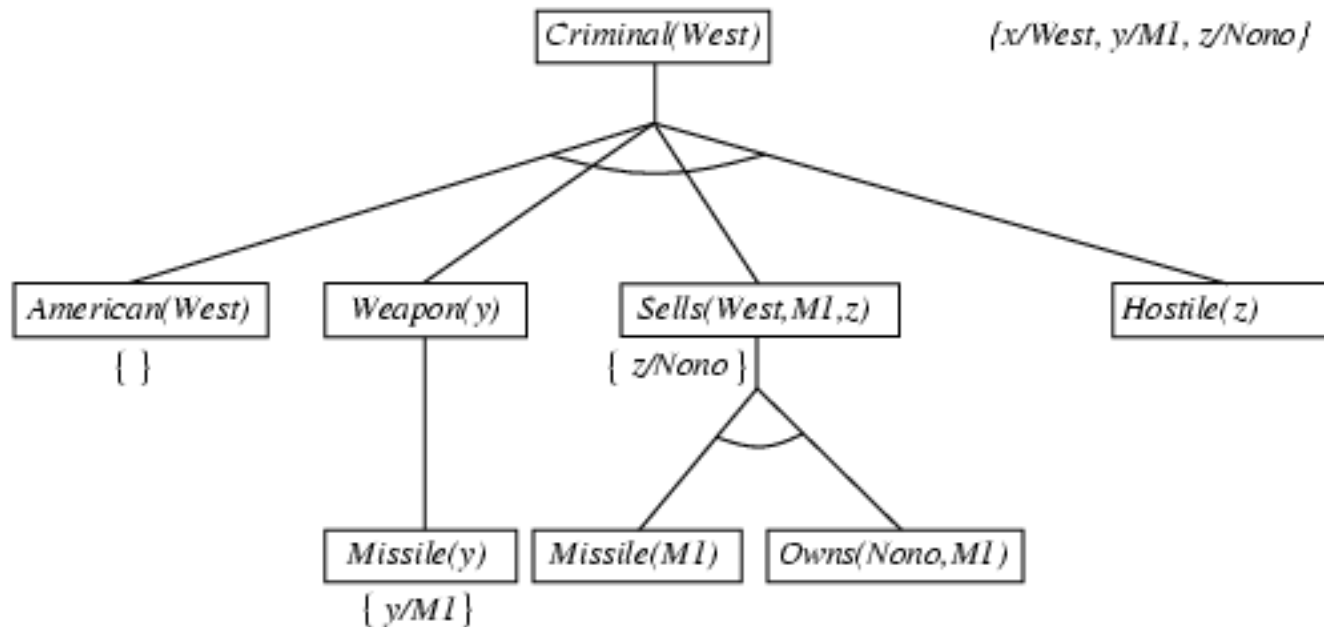 Criminal(West)
{x/West, y/M1, z/Nono}
American(West)
Weapon(y)
Sells(West,M1,z)
Hostile(z)
{ }
{ z/Nono }
Missile(y)
Missile(M1)
Owns(Nono,M1)
{ y/M1 }